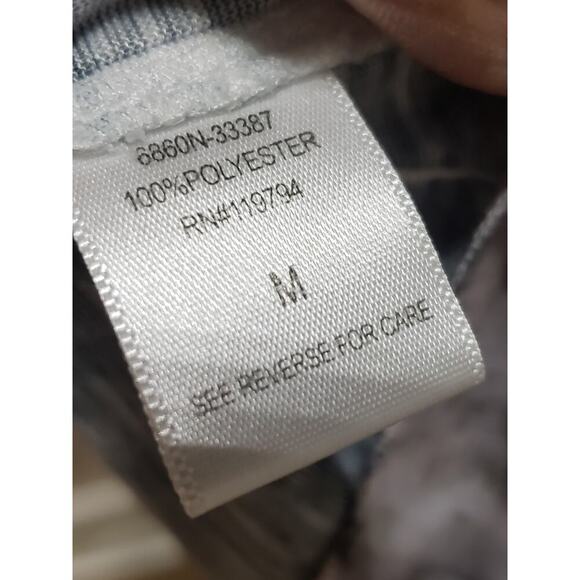 6860N-33387
100%POLYESTER
RN#119794
M
SEE REVERSE FOR CARE